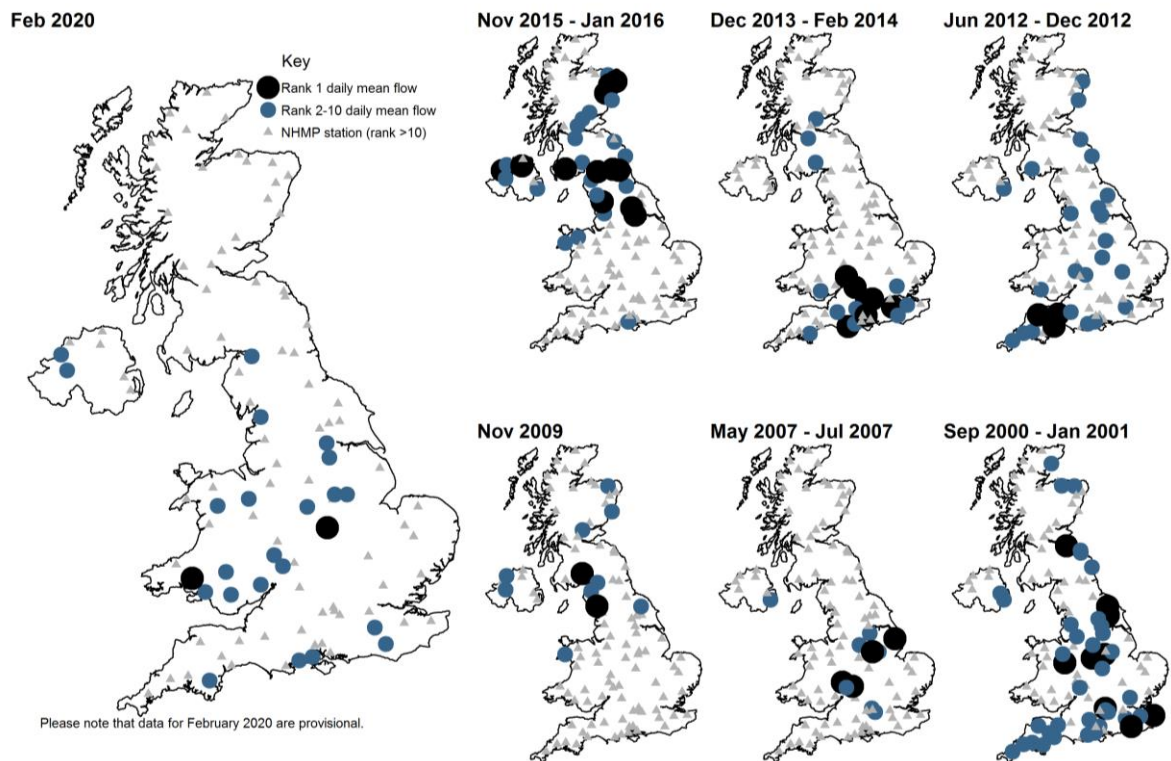 Feb 2020
Key
Rank 1 daily mean flow
Rank 2-10 daily mean flow
NHMP station (rank >10)
Please note that data for February 2020 are provisional.
Nov 2015 - Jan 2016
Dec 2013 - Feb 2014
Jun 2012 - Dec 2012
Nov 2009
May 2007 - Jul 2007
Sep 2000 - Jan 2001